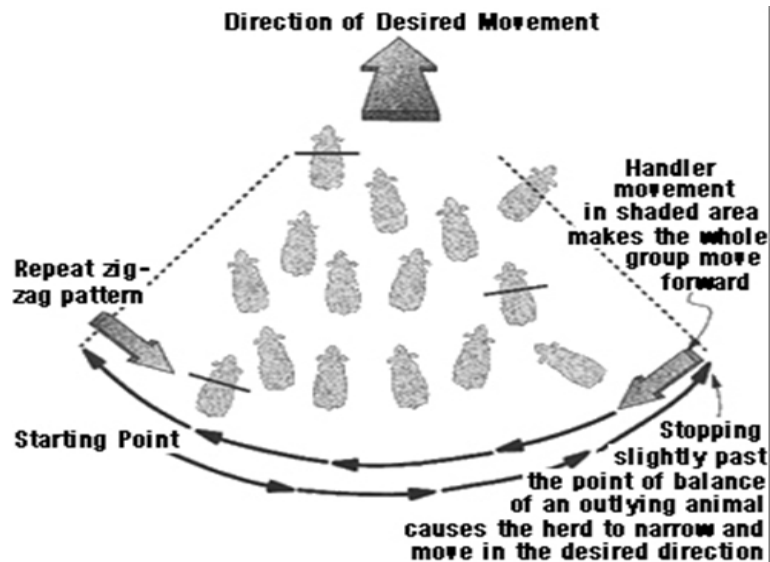 Direction of Desired Movement
Handler
movement
in shaded area
makes the whole
group move
forward
Repeat zig-
zag pattern
Starting Point
Stopping
slightly past
the point of balance
of an outlying animal
causes the herd to narrow and
move in the desired direction